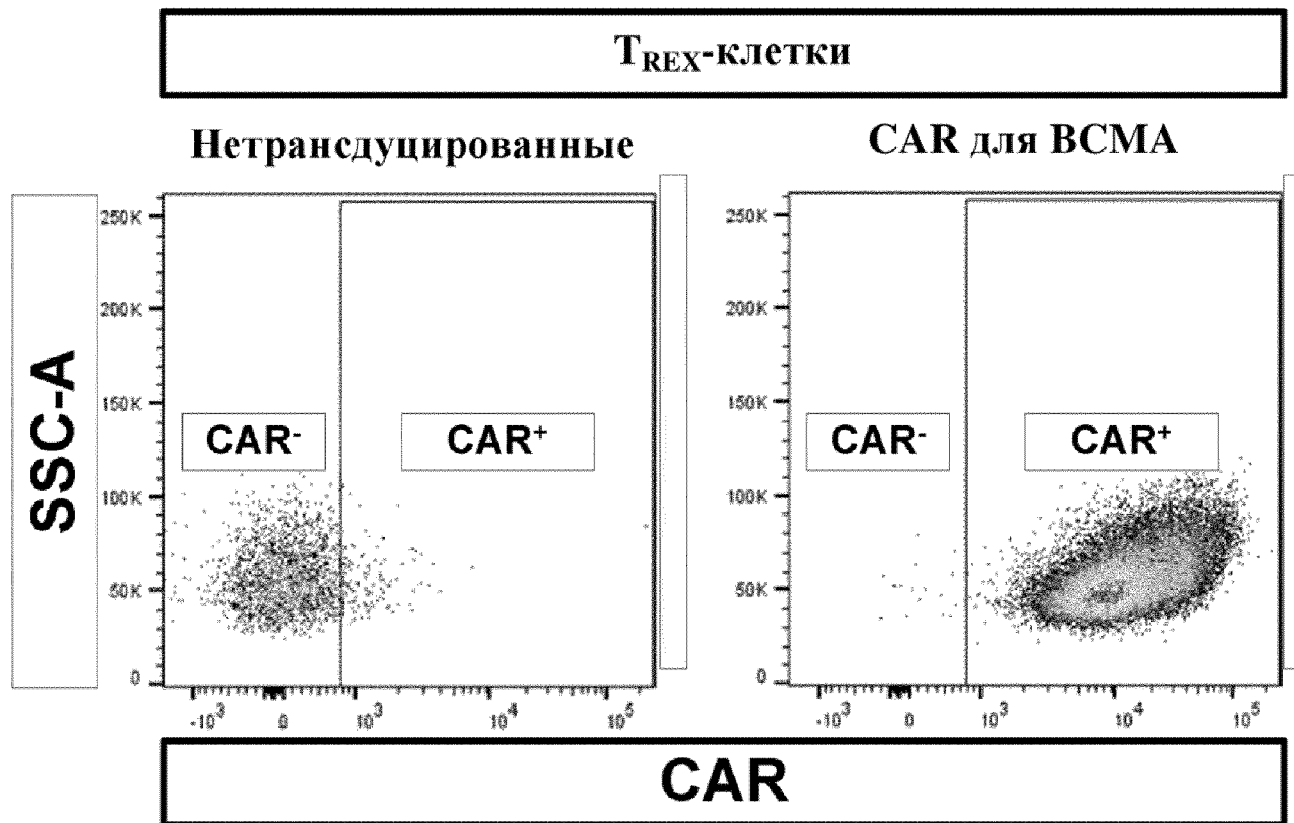 T_REX-клетки
Нетрансдуцированные
CAR для BCMA
SSC-A
250K
200K
150K
100K
50K
0
CAR-
CAR+
-10³
0
10³
10⁴
10⁵
250K
200K
150K
100K
50K
0
CAR-
CAR+
-10³
0
10³
10⁴
10⁵
CAR